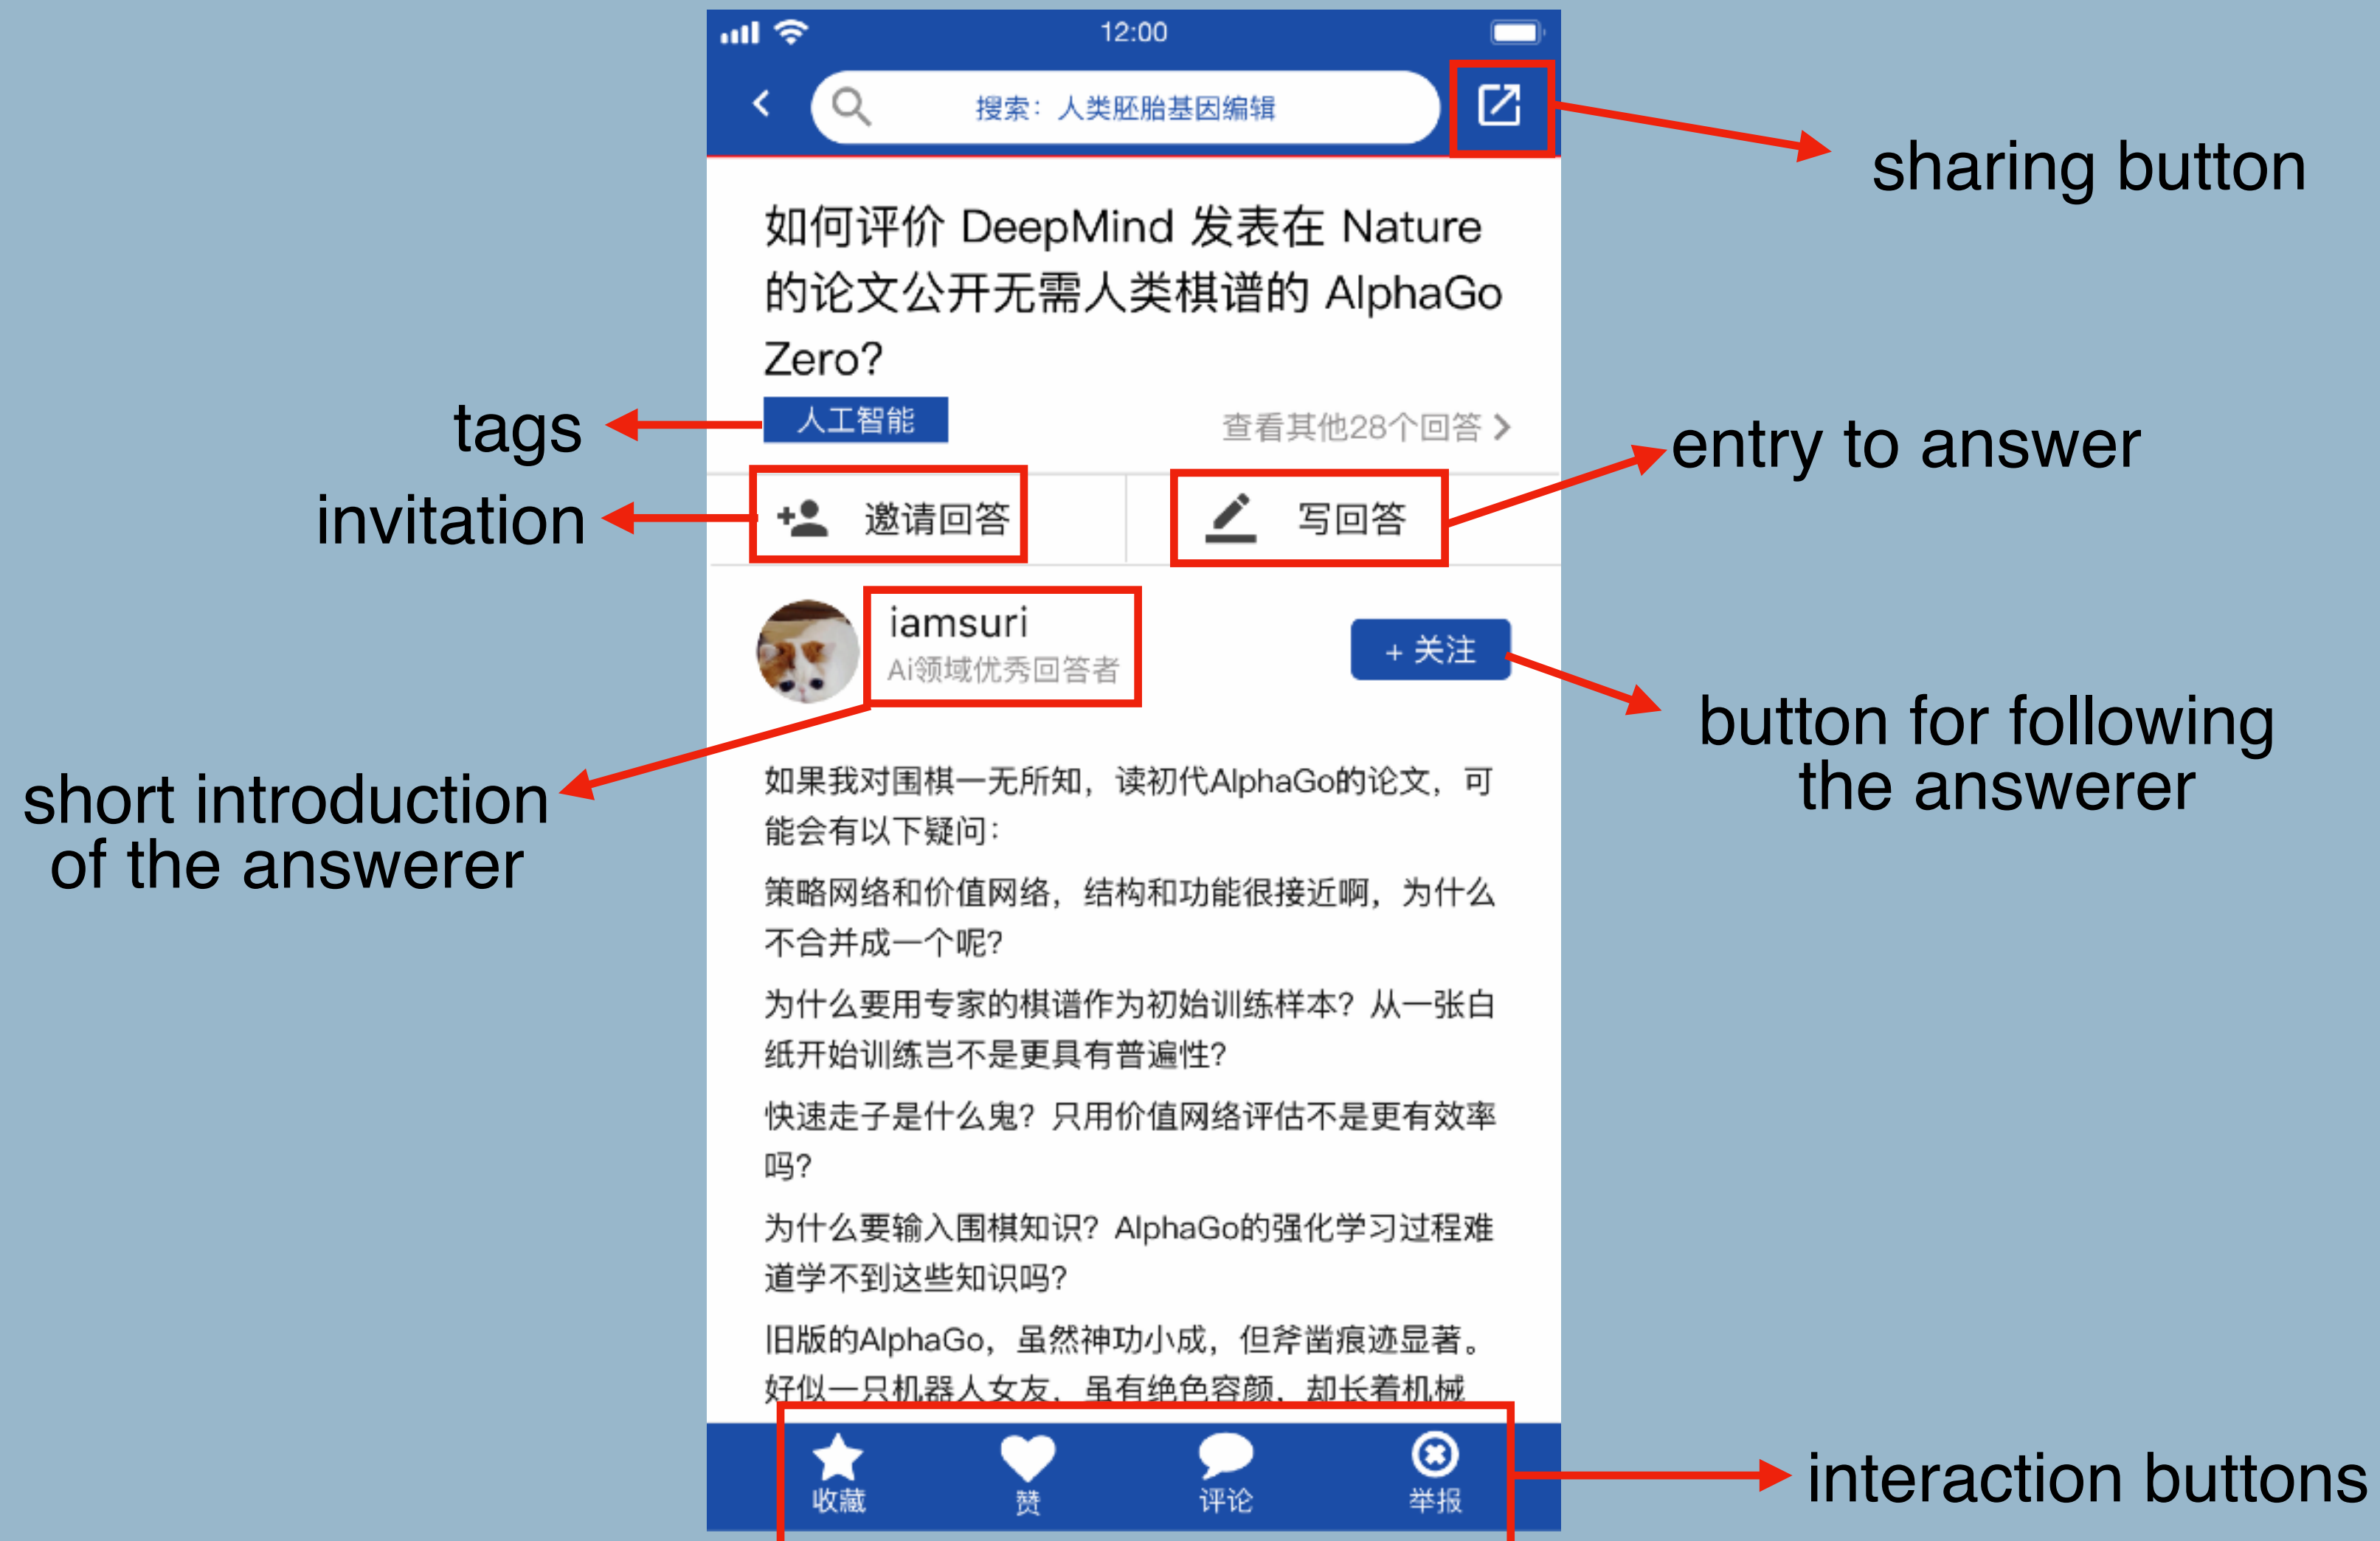 12:00
搜索：人类胚胎基因编辑
sharing button
如何评价 DeepMind 发表在 Nature
的论文公开无需人类棋谱的 AlphaGo
Zero?
tags
人工智能
查看其他28个回答
entry to answer
invitation
邀请回答
写回答
iamsuri
Ai领域优秀回答者
+ 关注
button for following
the answerer
short introduction
of the answerer
如果我对围棋一无所知，读初代AlphaGo的论文，可
能会有以下疑问：
策略网络和价值网络，结构和功能很接近啊，为什么
不合并成一个呢？
为什么要用专家的棋谱作为初始训练样本？从一张白
纸开始训练岂不是更具有普遍性？
快速走子是什么鬼？只用价值网络评估不是更有效率
吗？
为什么要输入围棋知识？AlphaGo的强化学习过程难
道学不到这些知识吗？
旧版的AlphaGo，虽然神功小成，但斧凿痕迹显著。
好似一只机器人女友，虽有绝色容颜，却长着机械
收藏
赞
评论
举报
interaction buttons